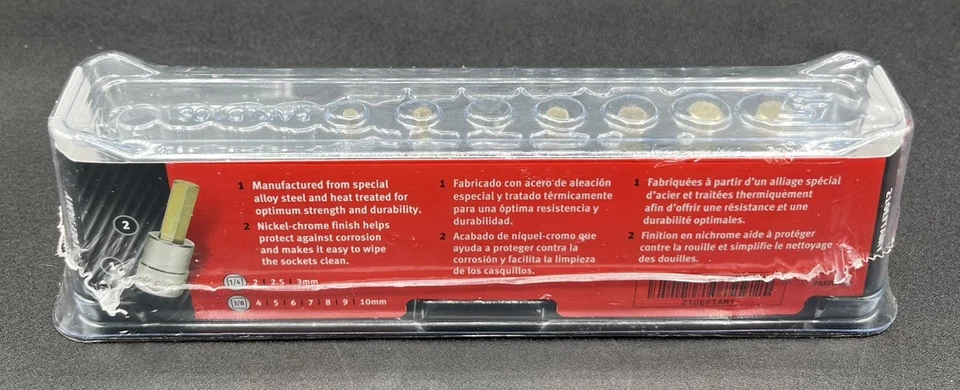 1 Manufactured from special
alloy steel and heat treated for
optimum strength and durability.
2 Nickel-chrome finish helps
protect against corrosion
and makes it easy to wipe
the sockets clean.
1 Fabricado con acero de aleación
especial y tratado térmicamente
para una óptima resistencia y
durabilidad.
2 Acabado de níquel-cromo que
ayuda a proteger contra la
corrosión y facilita la limpieza
de los casquillos.
1 Fabriquées à partir d'un alliage spécial
d'acier et traitées thermiquement
afin d'offrir une résistance et une
durabilité optimales.
2 Finition en nichrome aide à protéger
contre la rouille et simplifie le nettoyage
des douilles.
2
1/4 2 | 2.5 | 3mm
3/8 4 | 5 | 6 | 7 | 8 | 9 | 10mm
210EFTAMY